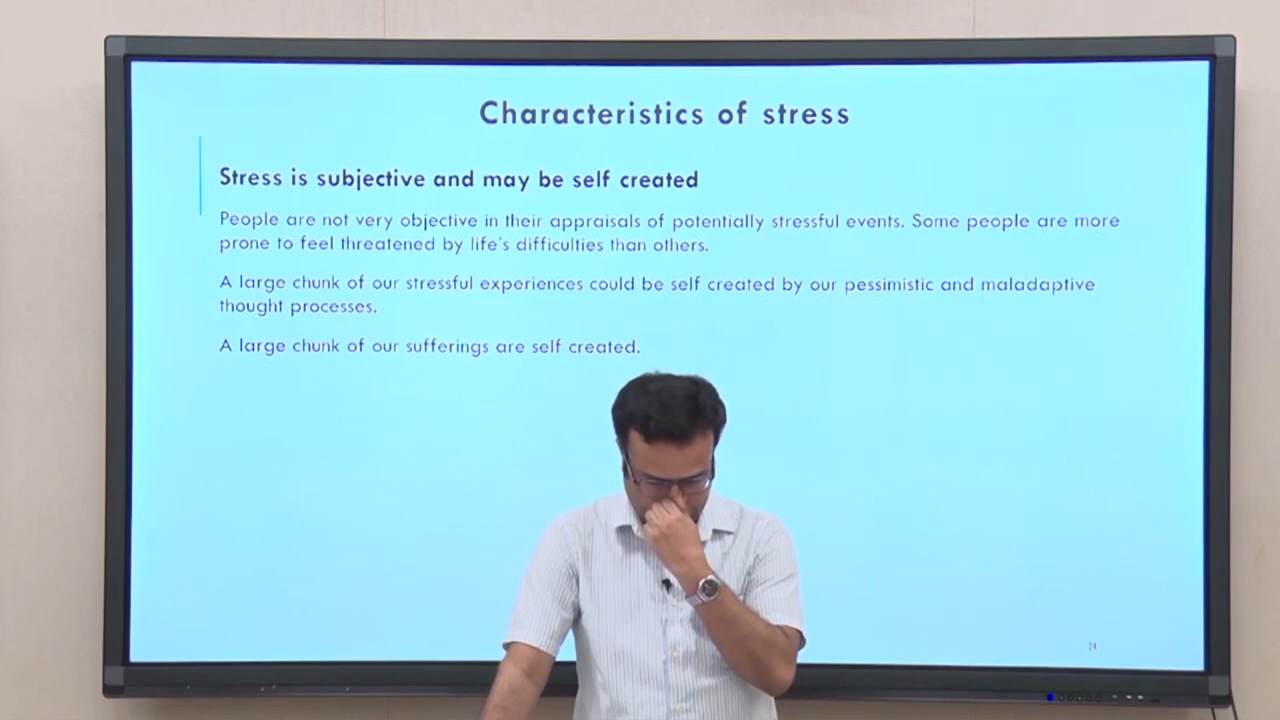 Characteristics of stress
Stress is subjective and may be self created
People are not very objective in their appraisals of potentially stressful events. Some people are more
prone to feel threatened by life's difficulties than others.
A large chunk of our stressful experiences could be self created by our pessimistic and maladaptive
thought processes.
A large chunk of our sufferings are self created.
24